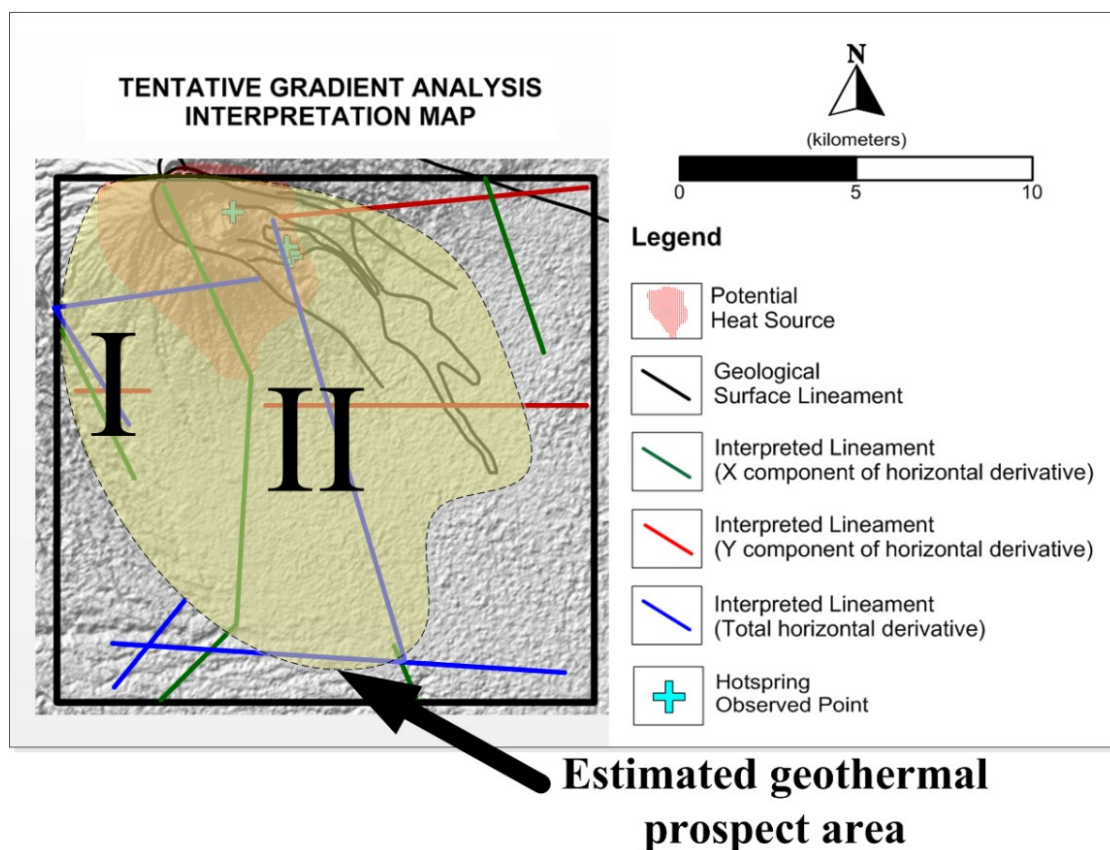 TENTATIVE GRADIENT ANALYSIS
INTERPRETATION MAP
I
II
N
(kilometers)
0 5 10
Legend
Potential
Heat Source
Geological
Surface Lineament
Interpreted Lineament
(X component of horizontal derivative)
Interpreted Lineament
(Y component of horizontal derivative)
Interpreted Lineament
(Total horizontal derivative)
Hotspring
Observed Point
Estimated geothermal
prospect area